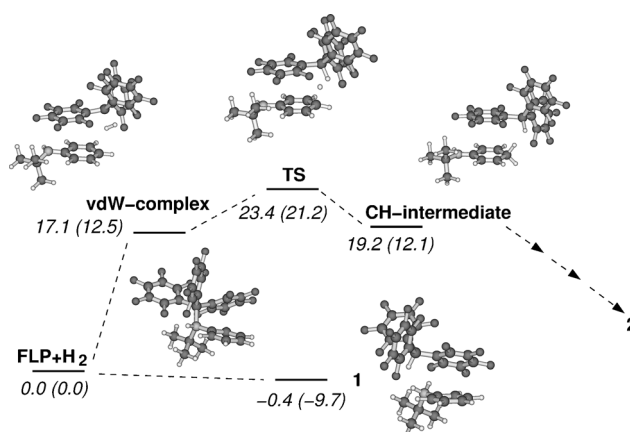 TS
vdW−complex
17.1 (12.5)
23.4 (21.2)
CH−intermediate
19.2 (12.1)
FLP+H2
0.0 (0.0)
1
−0.4 (−9.7)
2